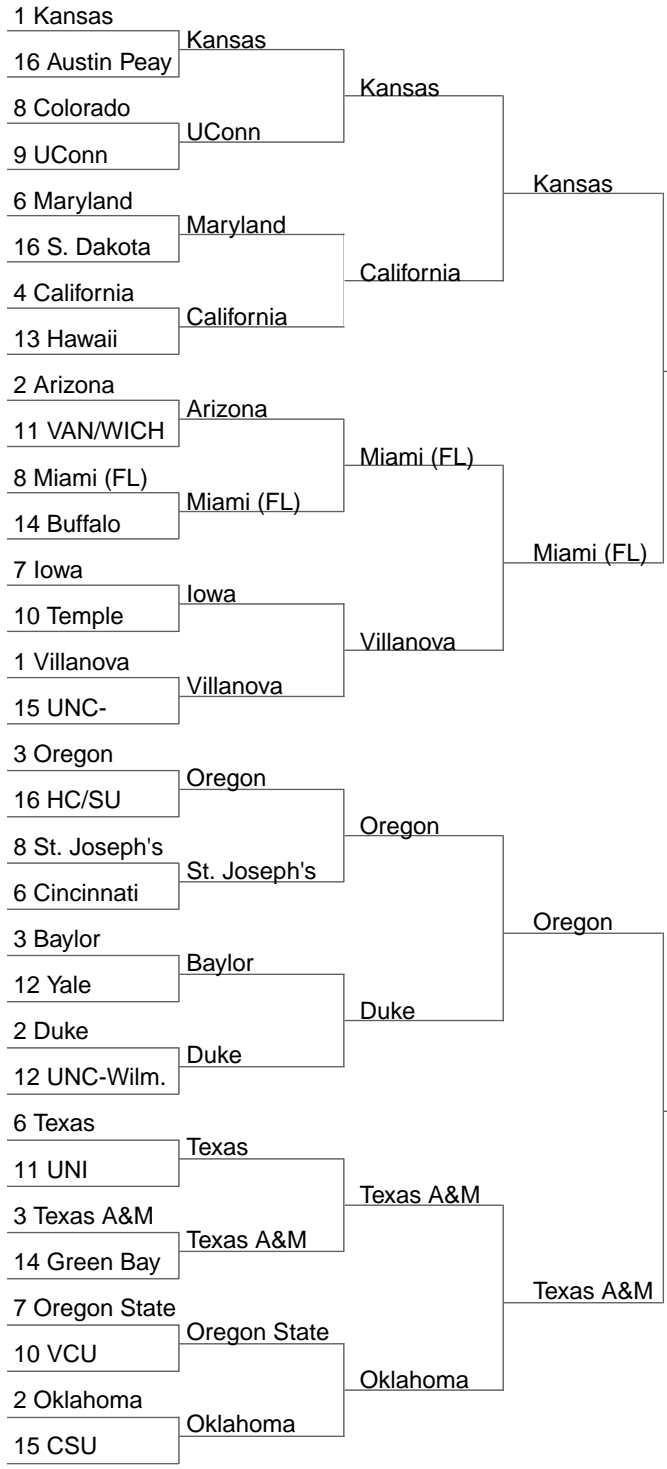 1 Kansas
16 Austin Peay
8 Colorado
9 UConn
6 Maryland
16 S. Dakota
4 California
13 Hawaii
2 Arizona
11 VAN/WICH
8 Miami (FL)
14 Buffalo
7 Iowa
10 Temple
1 Villanova
15 UNC-
3 Oregon
16 HC/SU
8 St. Joseph's
6 Cincinnati
3 Baylor
12 Yale
2 Duke
12 UNC-Wilm.
6 Texas
11 UNI
3 Texas A&M
14 Green Bay
7 Oregon State
10 VCU
2 Oklahoma
15 CSU
Kansas
UConn
Maryland
California
Arizona
Miami (FL)
Iowa
Villanova
Oregon
St. Joseph's
Baylor
Duke
Texas
Texas A&M
Oregon State
Oklahoma
Kansas
California
Miami (FL)
Villanova
Oregon
Duke
Texas A&M
Oklahoma
Kansas
Miami (FL)
Oregon
Texas A&M